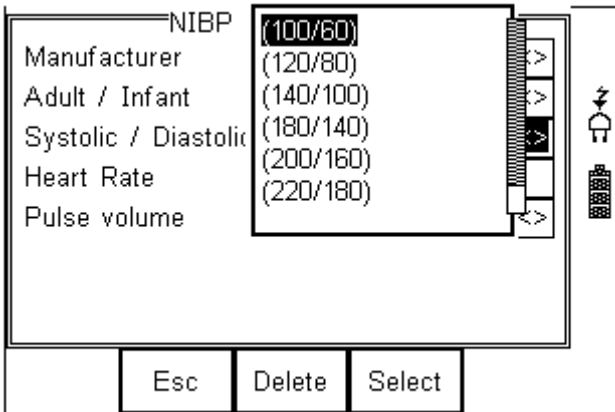 NIBP
Manufacturer
Adult / Infant
Systolic / Diastolic
Heart Rate
Pulse volume
(100/60)
(120/80)
(140/100)
(180/140)
(200/160)
(220/180)
<>
<>
<>
<>
Esc Delete Select